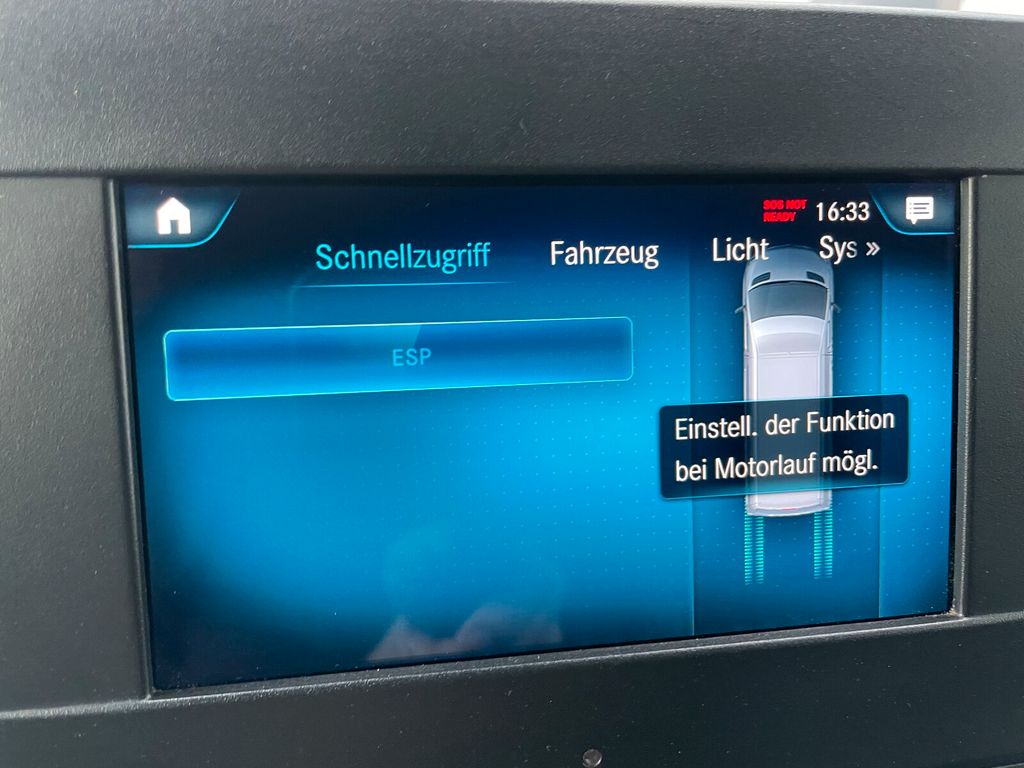 SOS NOT
READY
16:33
Schnellzugriff
Fahrzeug
Licht
Sys »
ESP
Einstell. der Funktion
bei Motorlauf mögl.